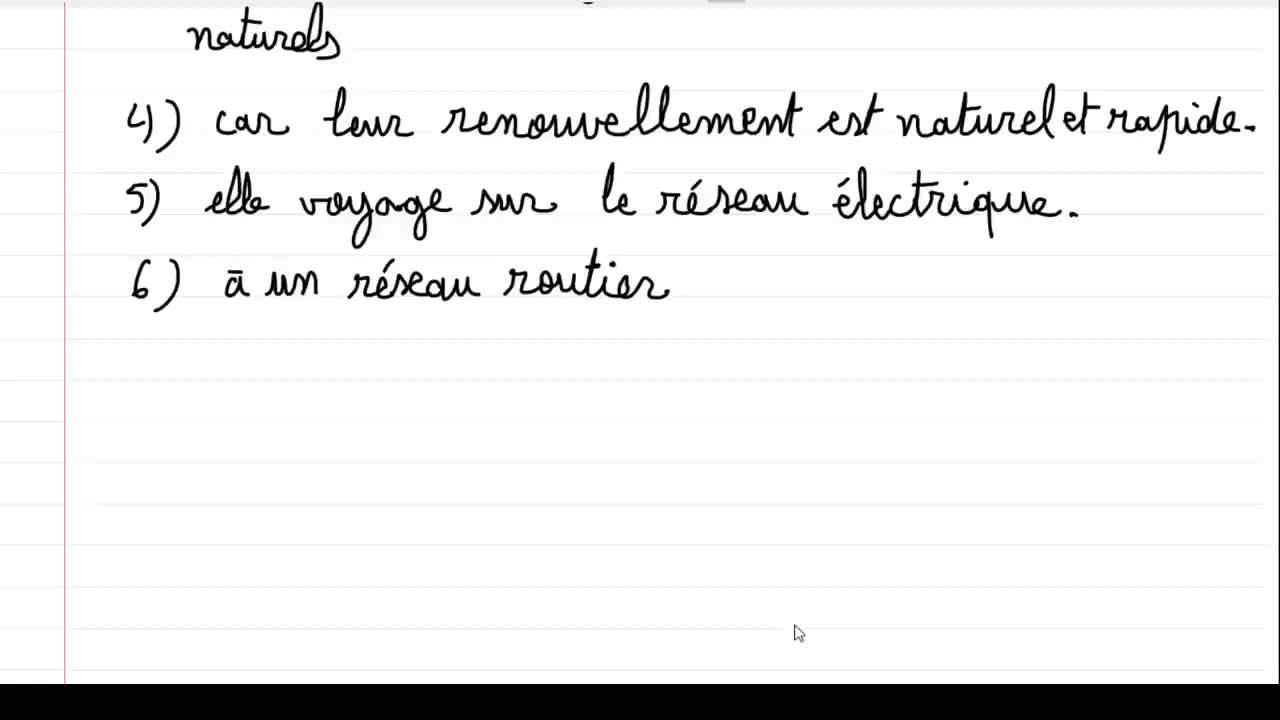 naturels
4) car leur renouvellement est naturel et rapide.
5) elle voyage sur le réseau électrique.
6) à un réseau routier